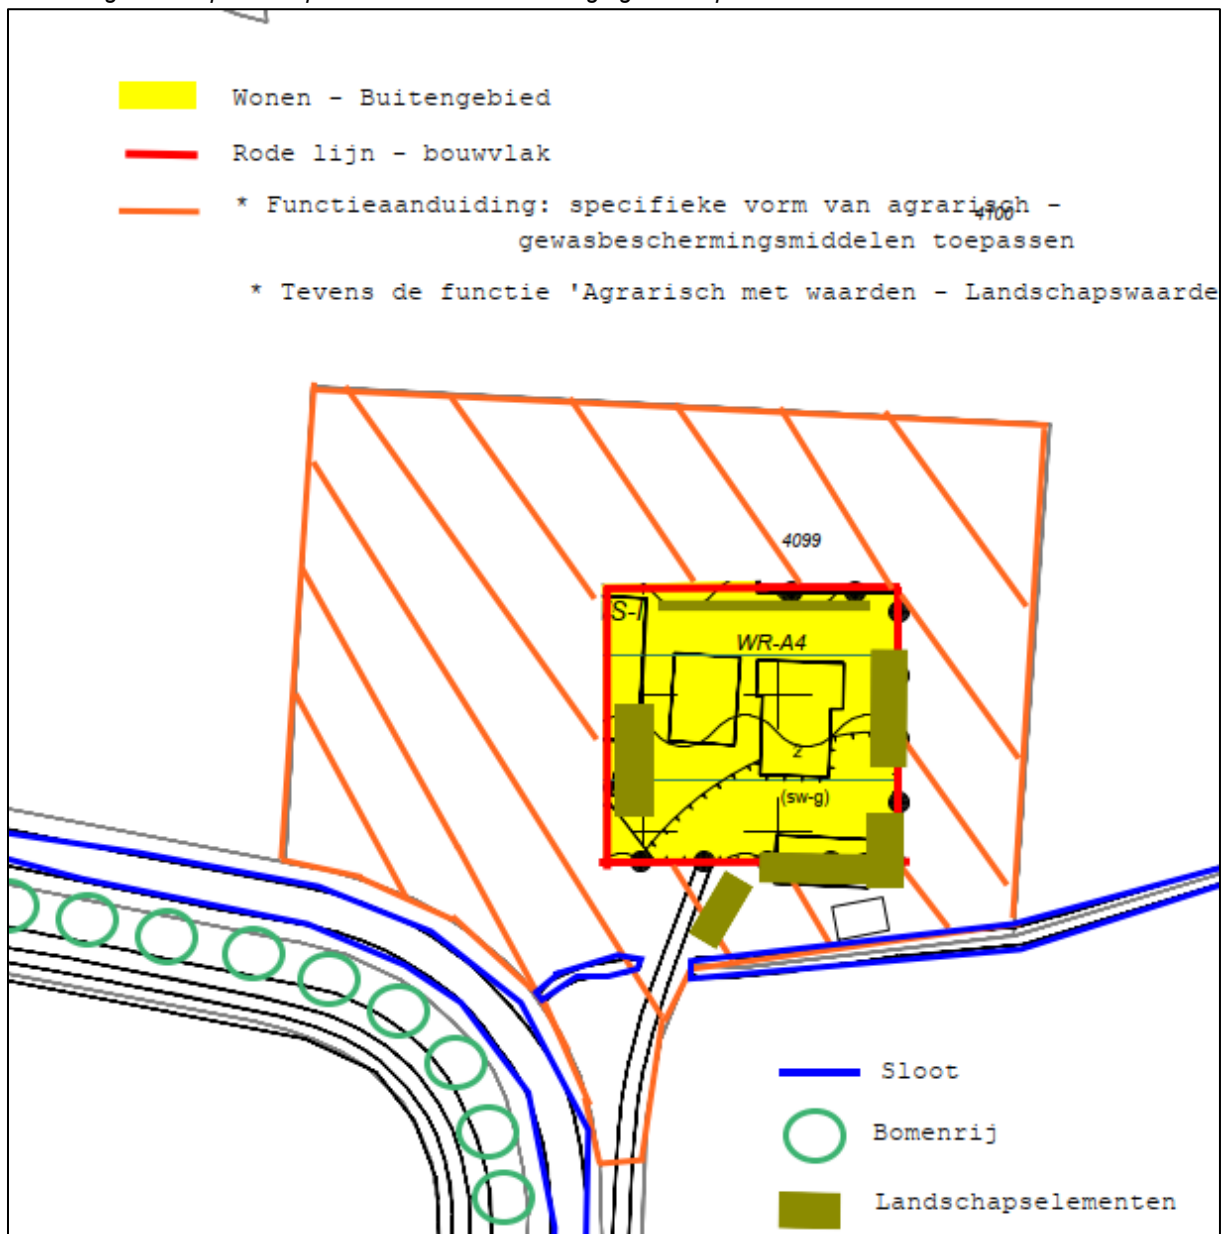 Wonen - Buitengebied
Rode lijn - bouwvlak
* Functieaanduiding: specifieke vorm van agrarisch -
4100
gewasbeschermingsmiddelen toepassen
* Tevens de functie 'Agrarisch met waarden - Landschapswaarde
4099
S-I
WR-A4
2
(sw-g)
Sloot
Bomenrij
Landschapselementen